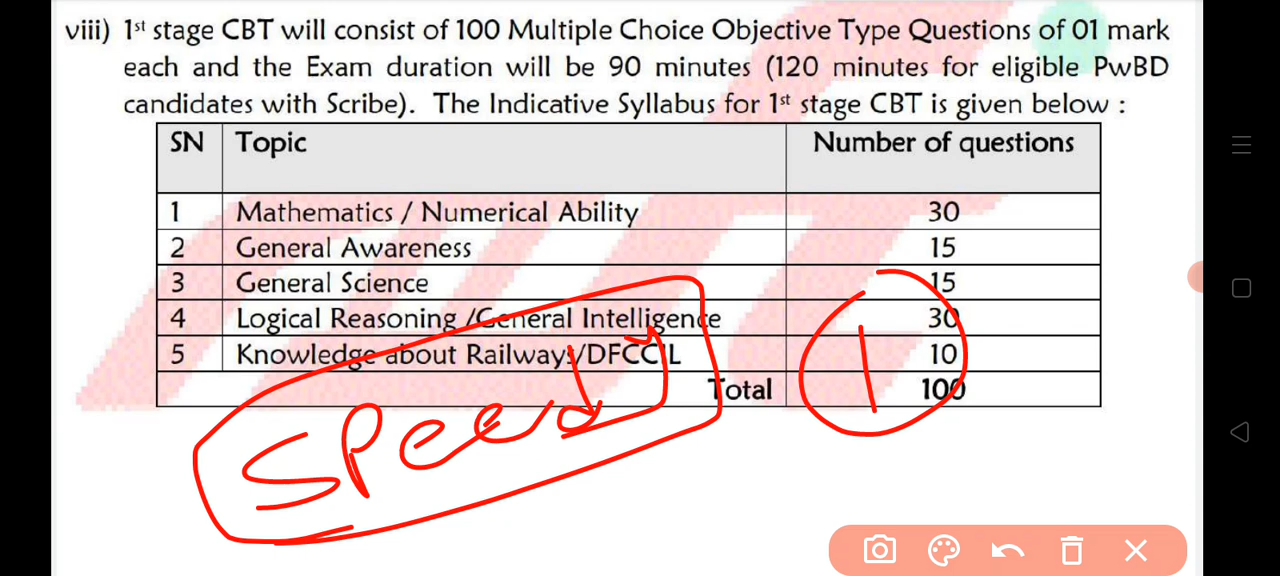 viii) 1st stage CBT will consist of 100 Multiple Choice Objective Type Questions of 01 mark
each and the Exam duration will be 90 minutes (120 minutes for eligible PwBD
candidates with Scribe). The Indicative Syllabus for 1st stage CBT is given below :
SN Topic Number of questions
1 Mathematics / Numerical Ability 30
2 General Awareness 15
3 General Science 15
4 Logical Reasoning /General Intelligence 30
5 Knowledge about Railways/DFCCIL 10
Total 100
Speed
1